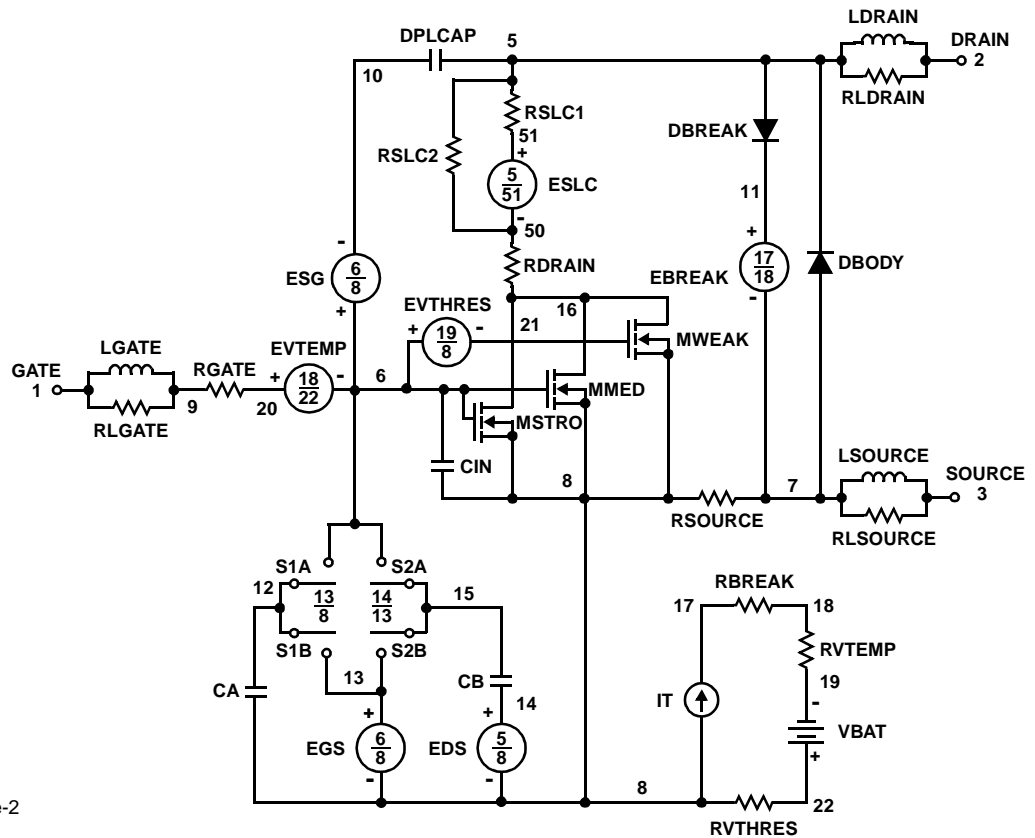 LDRAIN
DPLCAP
5
DRAIN
2
10
RLDRAIN
RSLC1
DBREAK
51
RSLC2
+
5
51
ESLC
11
-
50
-
+
RDRAIN
17
18
6
8
ESG
EBREAK
DBODY
EVTHRES
16
-
+
21
+
19
8
-
MWEAK
LGATE
EVTEMP
GATE
1
RGATE
+
18
22
-
6
MMED
9
20
MSTRO
RLGATE
LSOURCE
CIN
8
7
SOURCE
3
RSOURCE
RLSOURCE
S1A
S2A
12
13
8
14
13
15
RBREAK
17
18
S1B
S2B
RVTEMP
13
CB
CA
19
14
IT
-
+
+
VBAT
EGS
6
8
EDS
5
8
+
-
-
8
22
e-2
RVTHRES